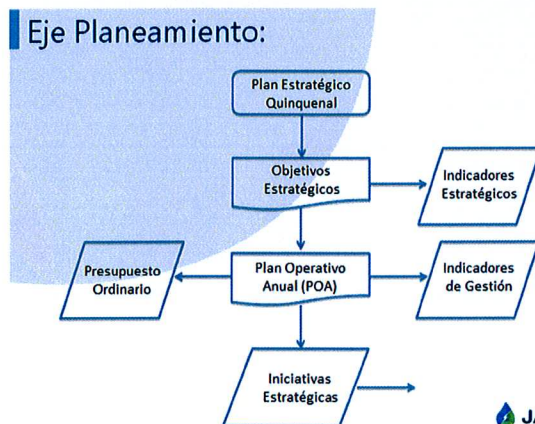 Eje Planeamiento:
Plan Estratégico
Quinquenal
Objetivos
Estratégicos
Indicadores
Estratégicos
Presupuesto
Ordinario
Plan Operativo
Anual (POA)
Indicadores
de Gestión
Iniciativas
Estratégicas